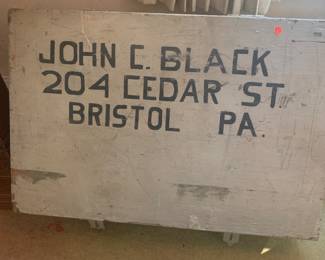 JOHN C. BLACK
204 CEDAR ST.
BRISTOL PA.